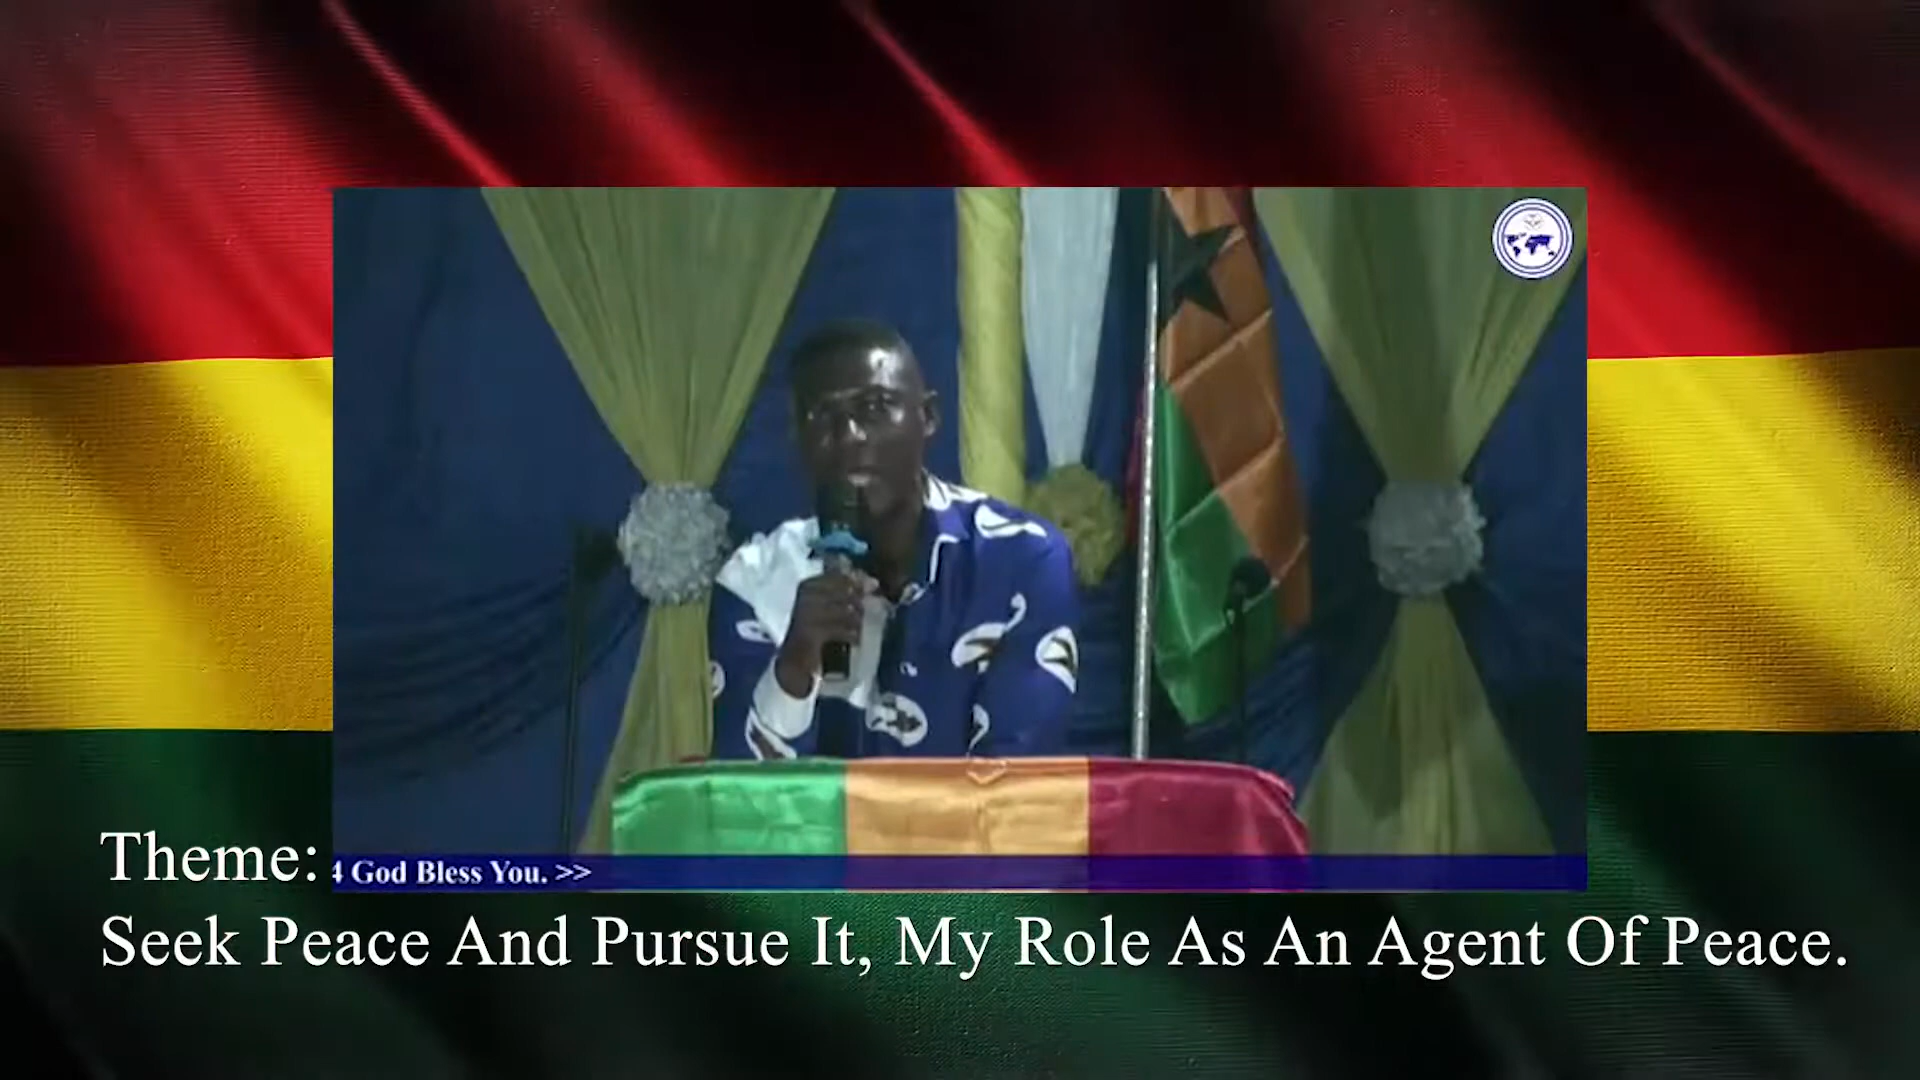 Theme:
4 God Bless You. >>
Seek Peace And Pursue It, My Role As An Agent Of Peace.